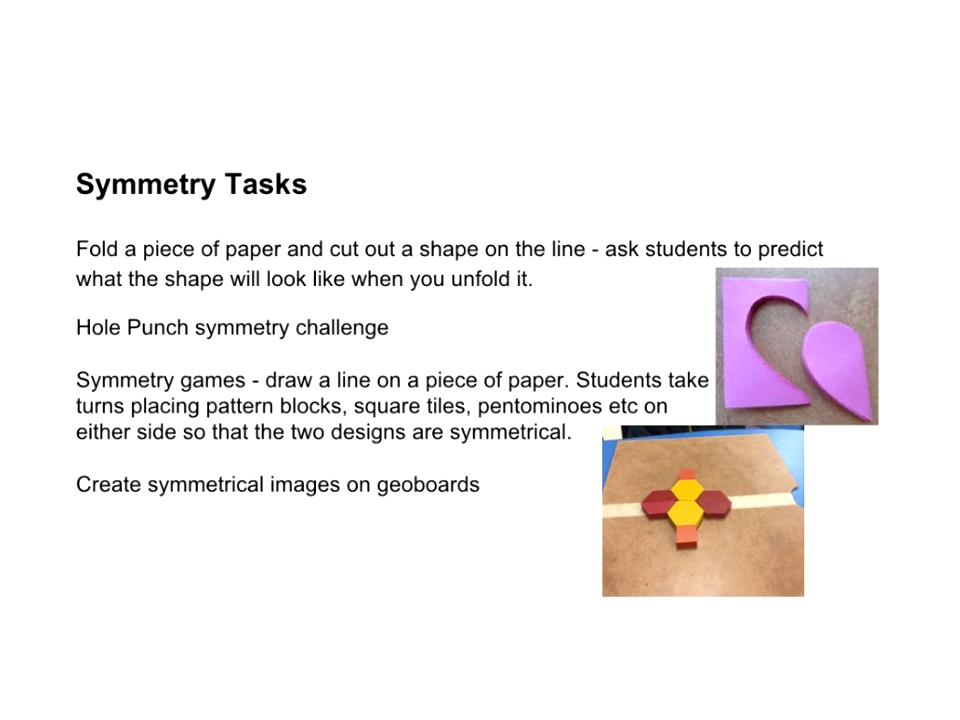 Symmetry Tasks
Fold a piece of paper and cut out a shape on the line - ask students to predict
what the shape will look like when you unfold it.
Hole Punch symmetry challenge
Symmetry games - draw a line on a piece of paper. Students take
turns placing pattern blocks, square tiles, pentominoes etc on
either side so that the two designs are symmetrical.
Create symmetrical images on geoboards